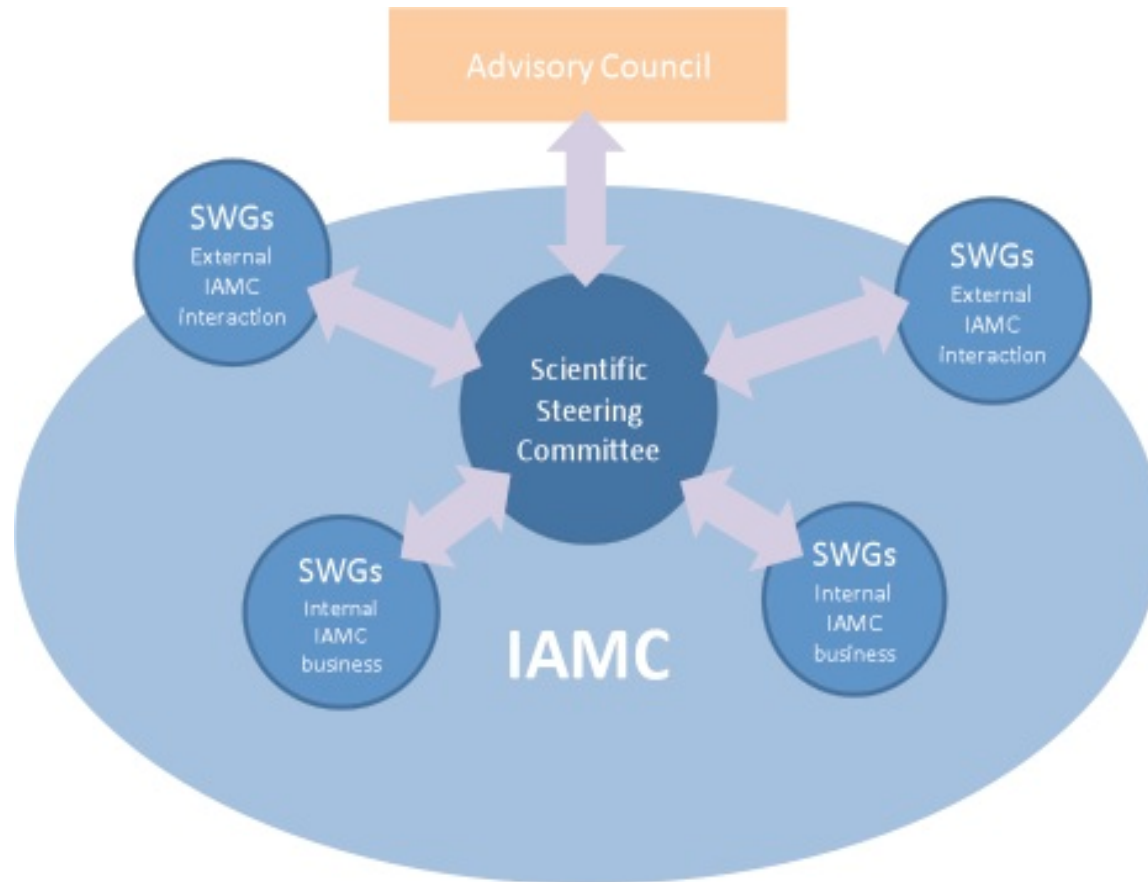 Advisory Council
SWGs
External
IAMC
interaction
SWGs
External
IAMC
interaction
Scientific
Steering
Committee
SWGs
Internal
IAMC
business
SWGs
Internal
IAMC
business
IAMC